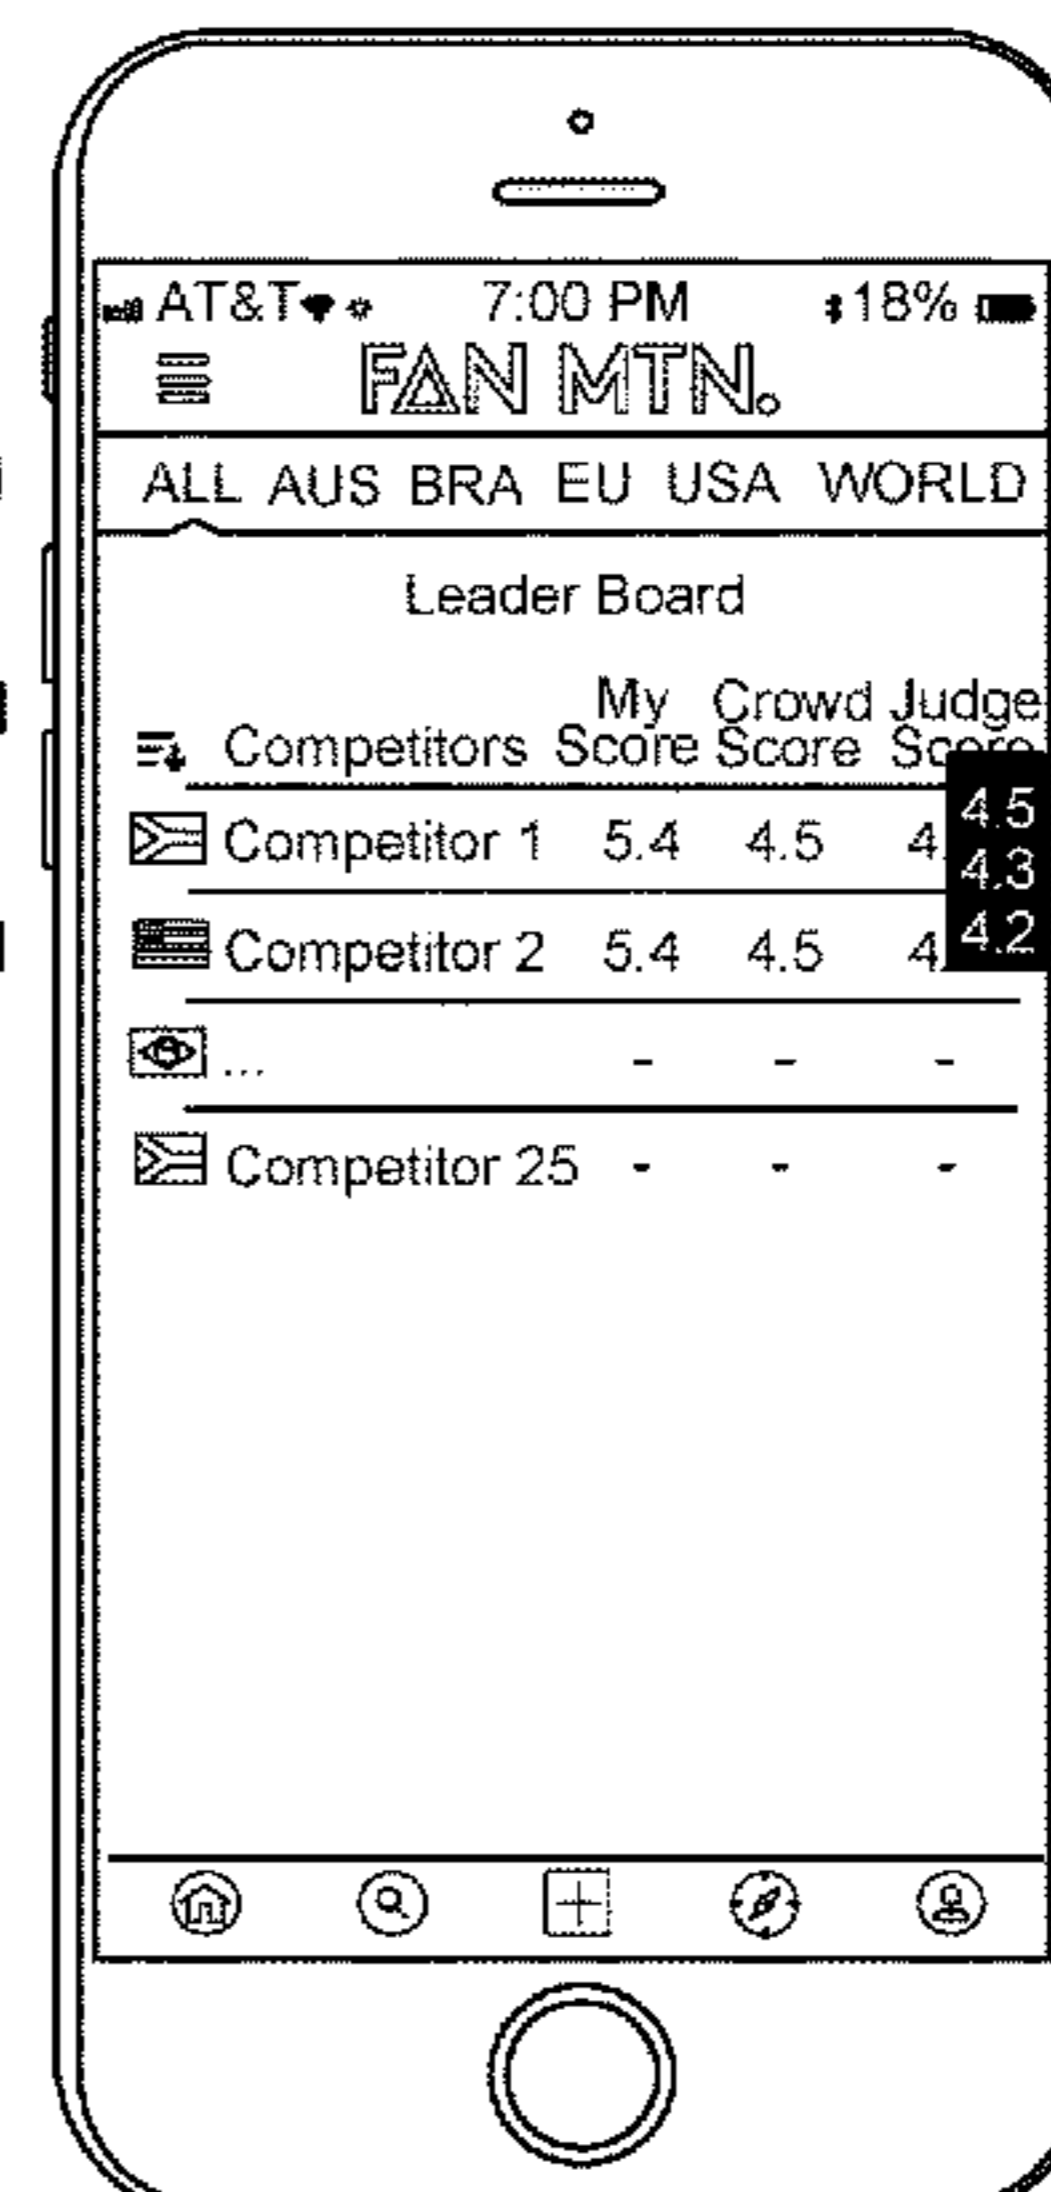 AT&T 7:00 PM 18%
FAN MTN.
ALL AUS BRA EU USA WORLD
Leader Board
My Crowd Judge
Competitors Score Score Score
Competitor 1 5.4 4.5 4.
4.5
4.3
4.2
Competitor 2 5.4 4.5 4.
... - - -
Competitor 25 - - -